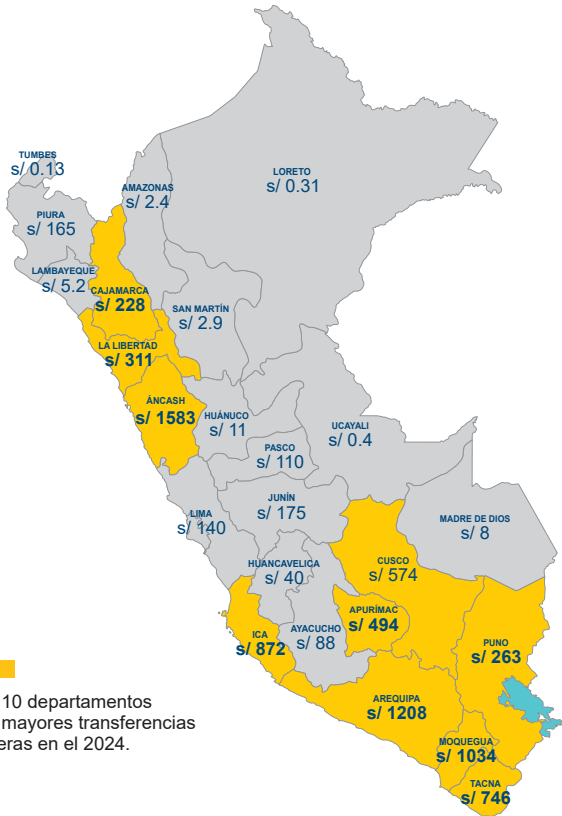 TUMBES
s/ 0.13
AMAZONAS
s/ 2.4
LORETO
s/ 0.31
PIURA
s/ 165
LAMBAYEQUE
s/ 5.2
CAJAMARCA
s/ 228
SAN MARTÍN
s/ 2.9
LA LIBERTAD
s/ 311
ÁNCASH
s/ 1583
HUÁNUCO
s/ 11
UCAYALI
s/ 0.4
PASCO
s/ 110
LIMA
s/ 140
JUNÍN
s/ 175
MADRE DE DIOS
s/ 8
HUANCAVELICA
s/ 40
CUSCO
s/ 574
APURÍMAC
s/ 494
ICA
s/ 872
AYACUCHO
s/ 88
PUNO
s/ 263
AREQUIPA
s/ 1208
MOQUEGUA
s/ 1034
TACNA
s/ 746
10 departamentos
mayores transferencias
eras en el 2024.